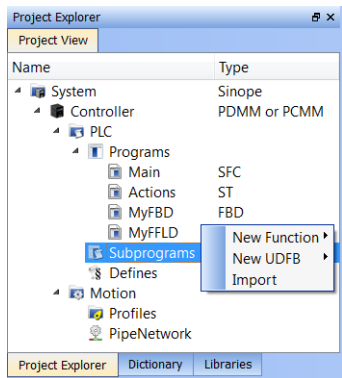 Project Explorer
Project View
Name Type
System Sinope
Controller PDMM or PCMM
PLC
Programs
Main SFC
Actions ST
MyFBD FBD
MyFFLD
New Function
Subprograms
New UDFB
Defines
Import
Motion
Profiles
PipeNetwork
Project Explorer Dictionary Libraries